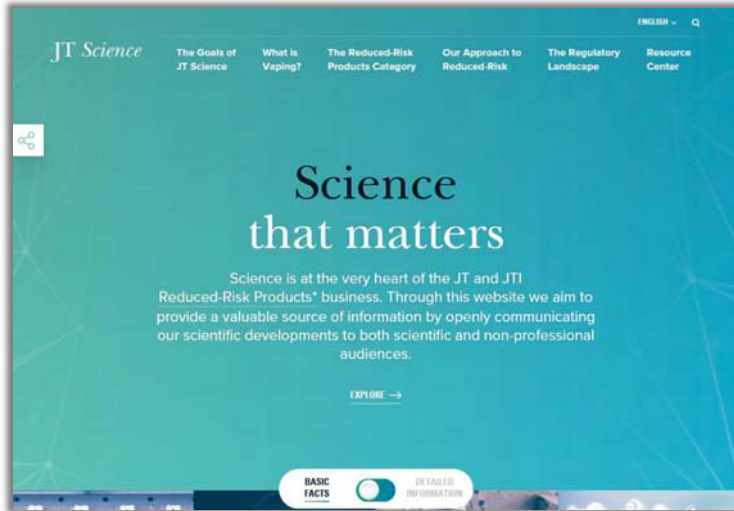 ENGLISH
JT Science
The Goals of
JT Science
What is
Vaping?
The Reduced-Risk
Products Category
Our Approach to
Reduced-Risk
The Regulatory
Landscape
Resource
Center
Science
that matters
Science is at the very heart of the JT and JTI
Reduced-Risk Products* business. Through this website we aim to
provide a valuable source of information by openly communicating
our scientific developments to both scientific and non-professional
audiences.
EXPLORE →
BASIC
FACTS
DETAILED
INFORMATION